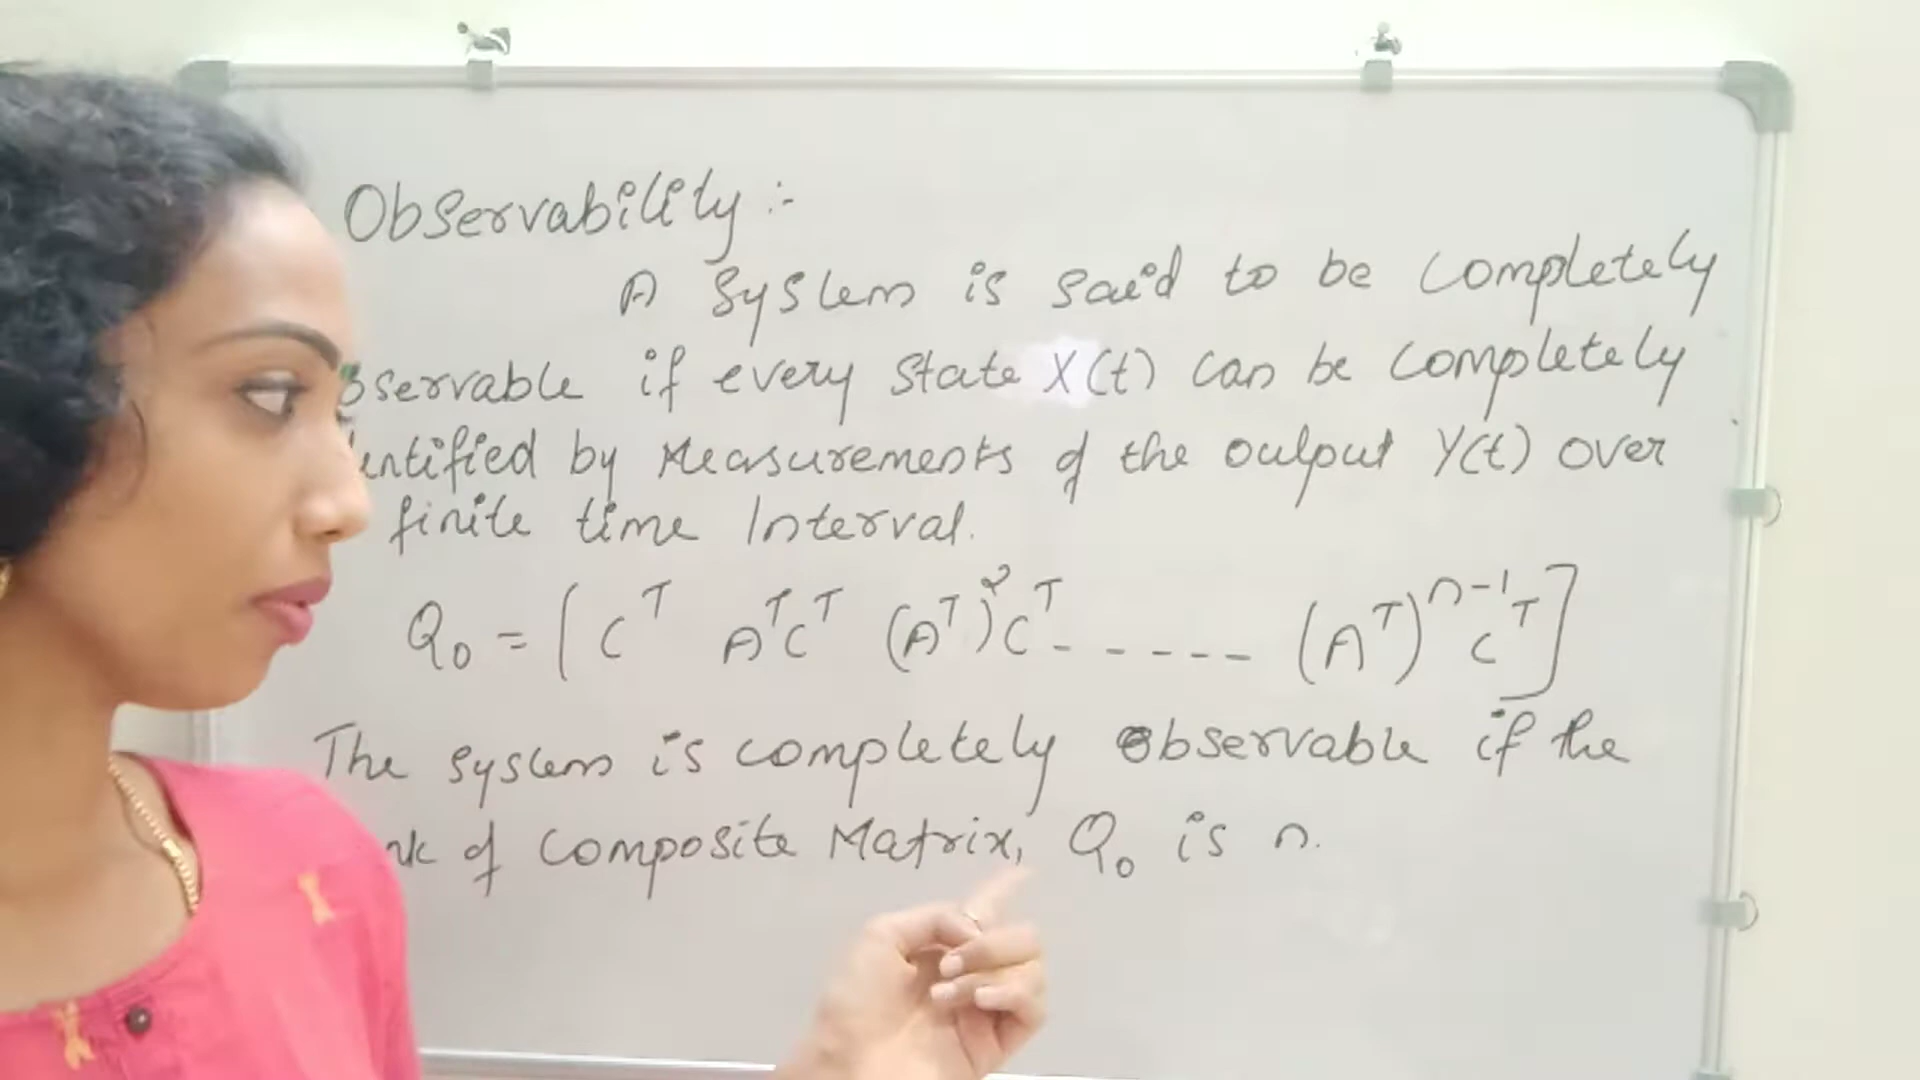 Observability :-
A System is said to be Completely
bservable if every State X(t) can be Completely
entified by Measurements of the output Y(t) over
finite time Interval.
Q₀ = [ Cᵀ AᵀCᵀ (Aᵀ)²Cᵀ - - - - - - (Aᵀ)ⁿ⁻¹Cᵀ ]
The System is completely Observable if the
nk of Composite Matrix, Q₀ is n.